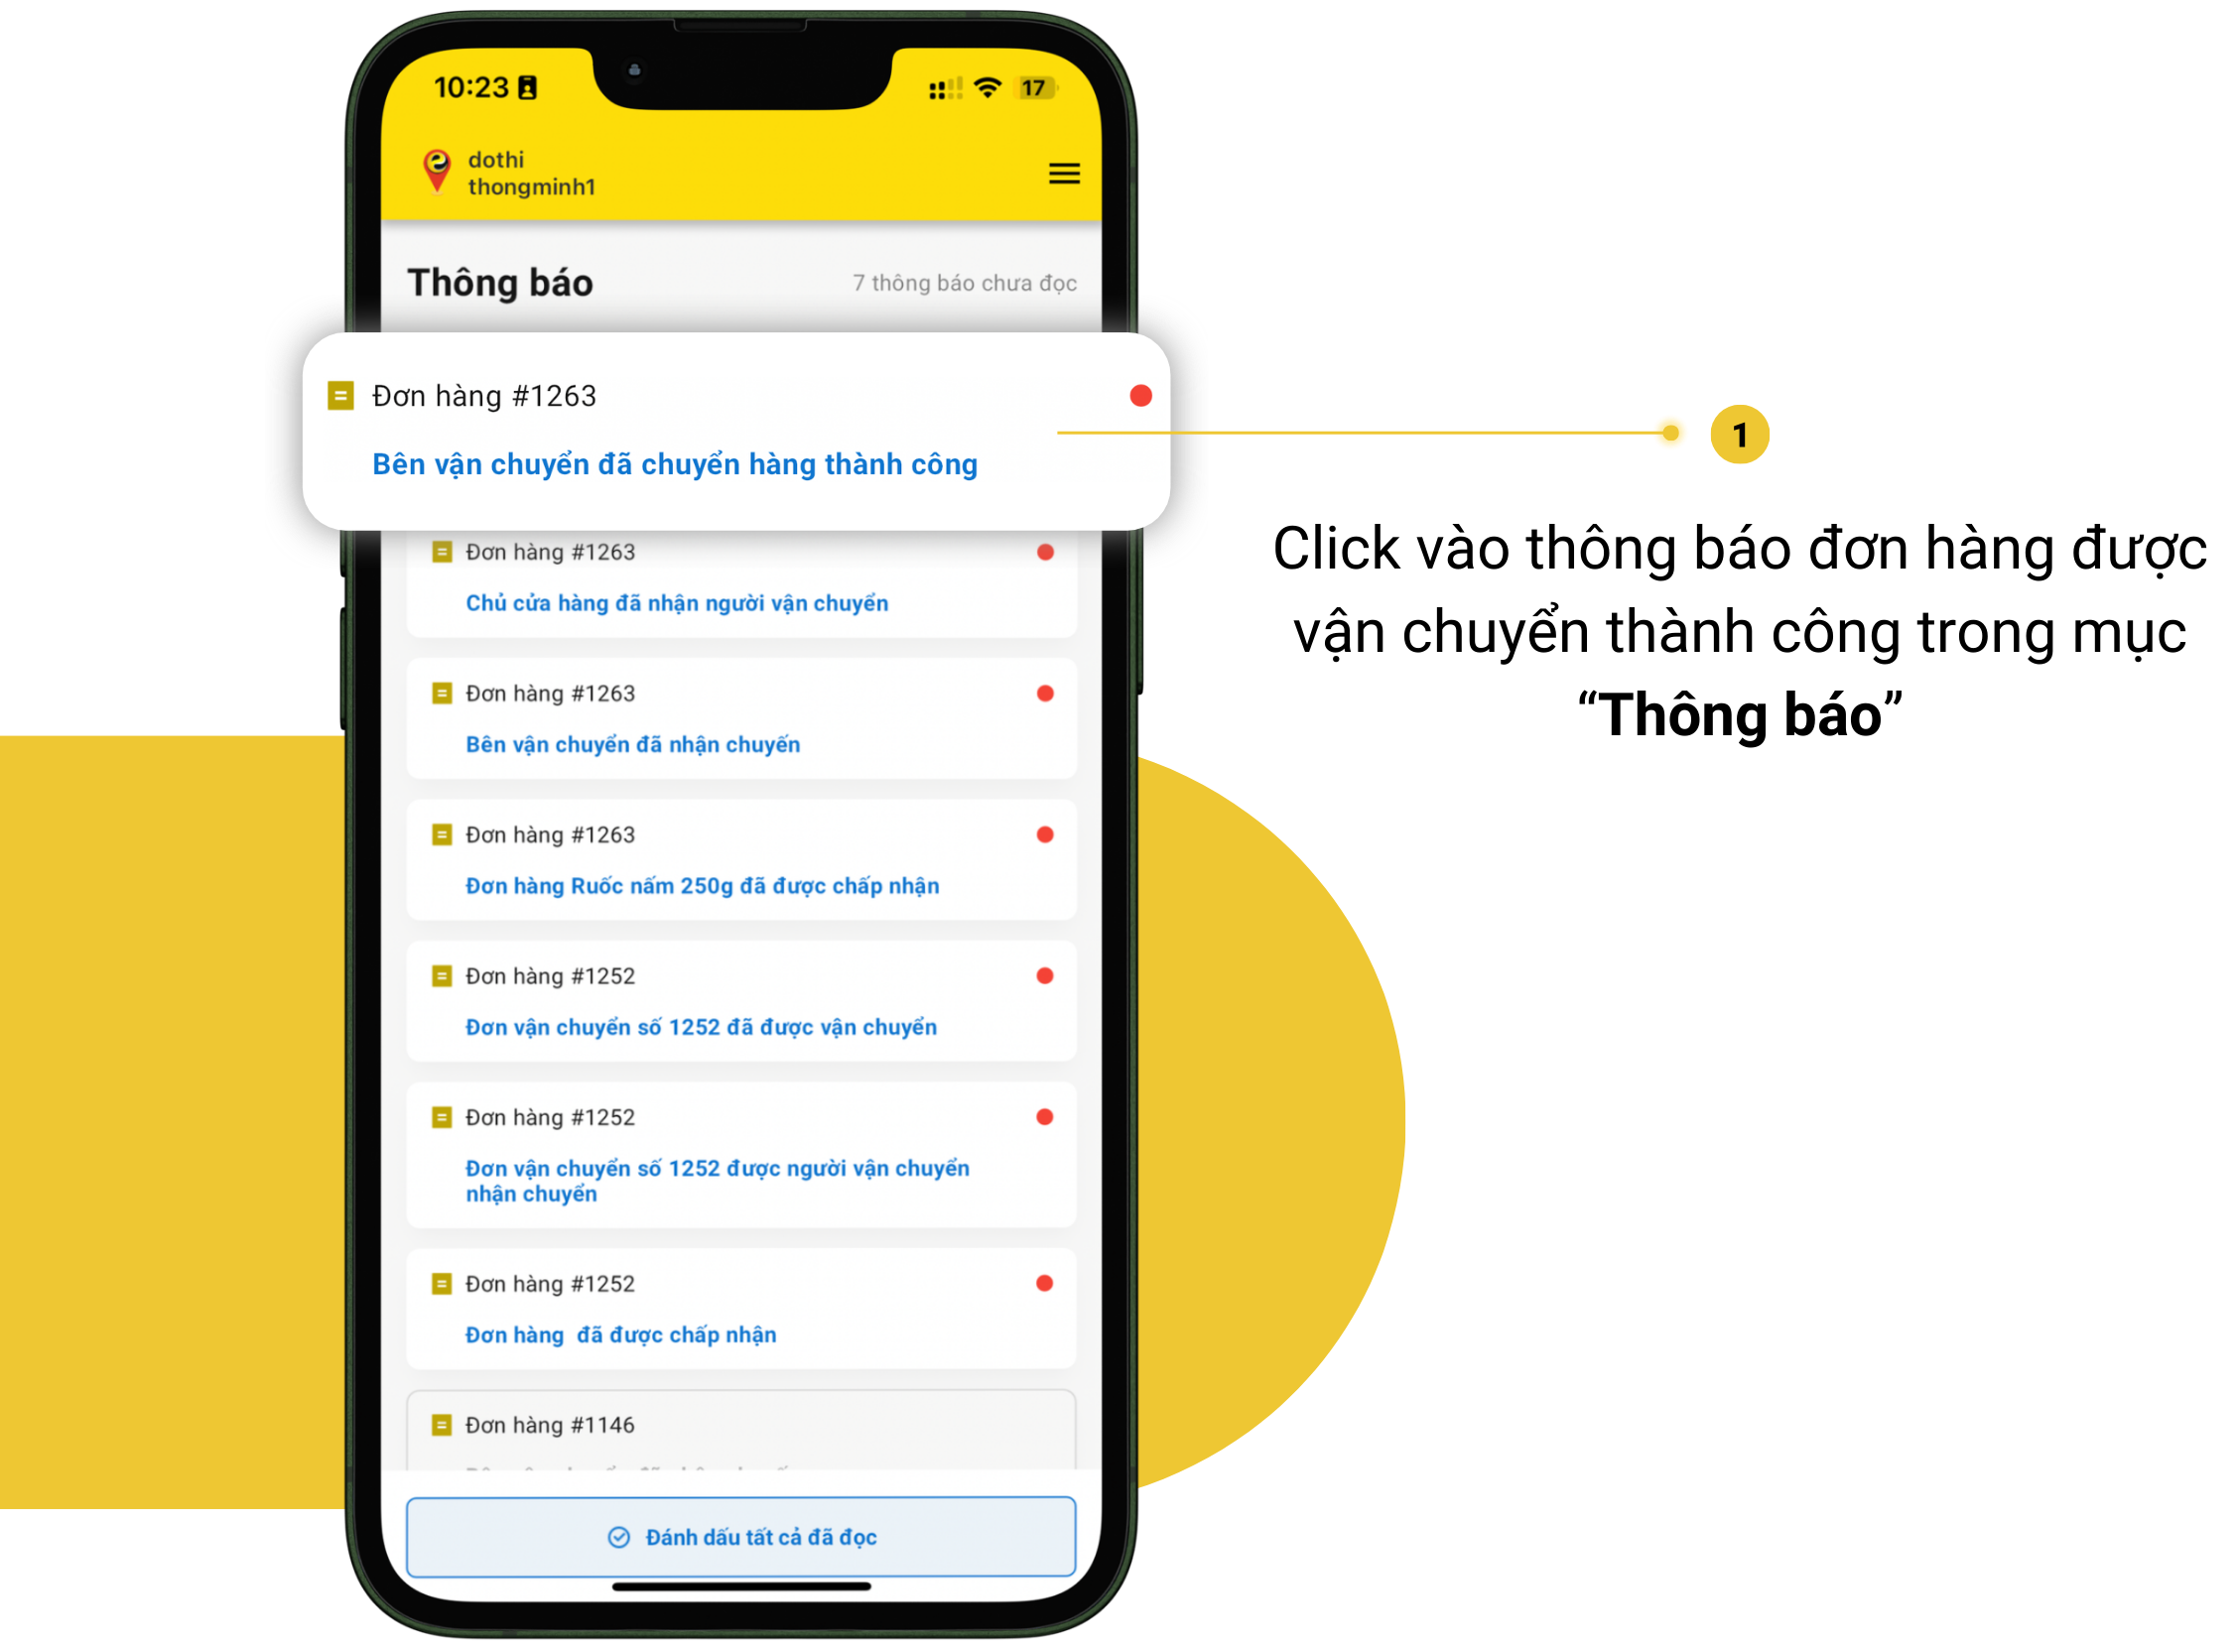 10:23
17
dothi
thongminh1
Thông báo
7 thông báo chưa đọc
Đơn hàng #1263
Bên vận chuyển đã chuyển hàng thành công
1
Click vào thông báo đơn hàng được
vận chuyển thành công trong mục
“Thông báo”
Đơn hàng #1263
Chủ cửa hàng đã nhận người vận chuyển
Đơn hàng #1263
Bên vận chuyển đã nhận chuyến
Đơn hàng #1263
Đơn hàng Ruốc nấm 250g đã được chấp nhận
Đơn hàng #1252
Đơn vận chuyển số 1252 đã được vận chuyển
Đơn hàng #1252
Đơn vận chuyển số 1252 được người vận chuyển
nhận chuyển
Đơn hàng #1252
Đơn hàng  đã được chấp nhận
Đơn hàng #1146
Đánh dấu tất cả đã đọc